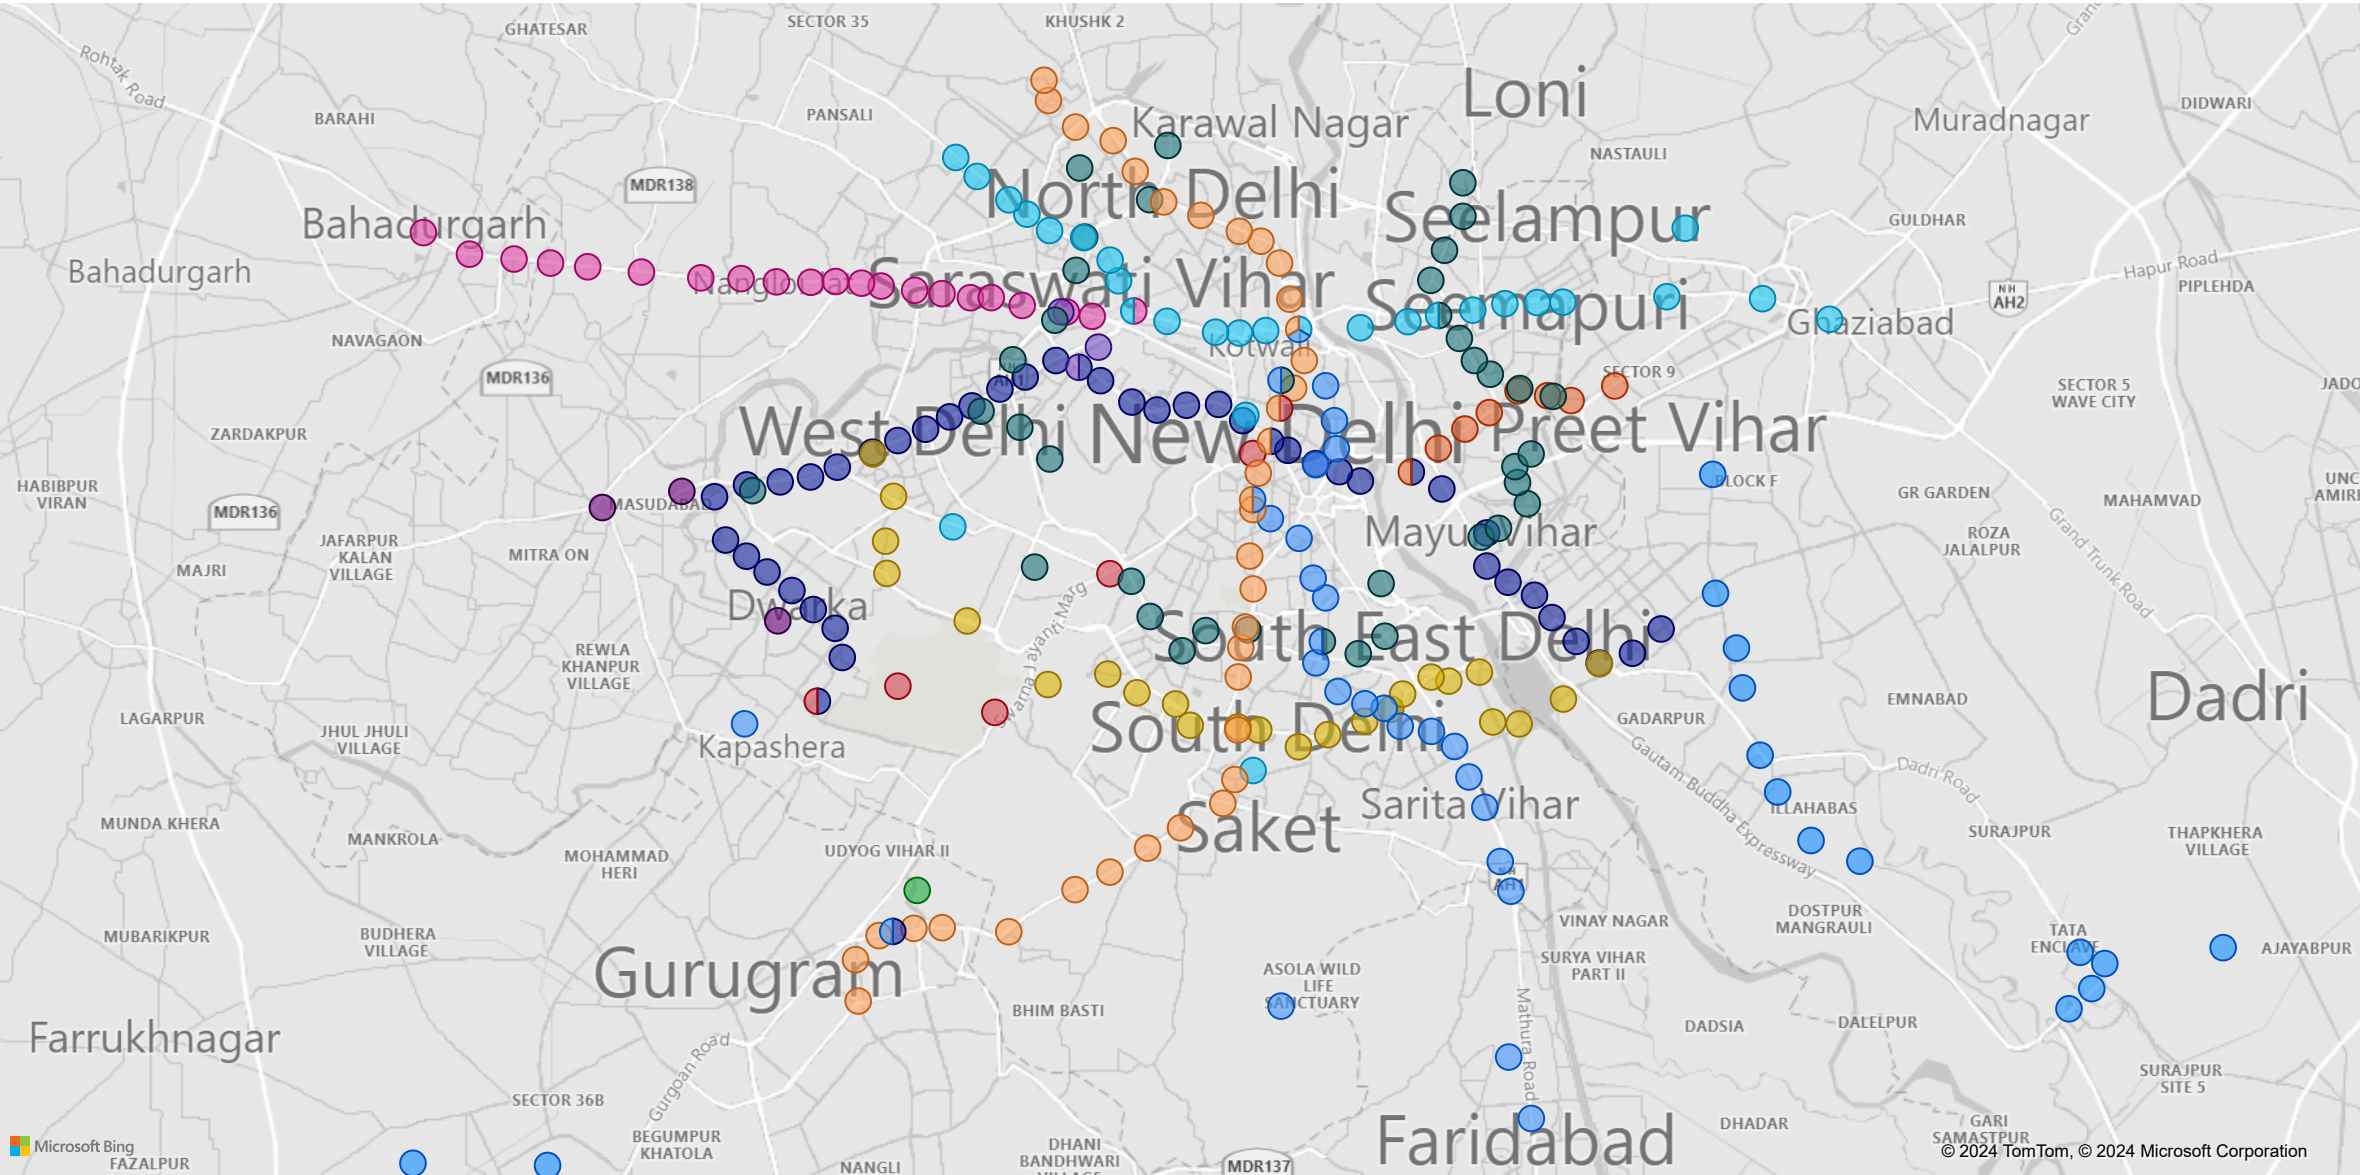 GHATESAR
SECTOR 35
KHUSHK 2
Rohtak Road
BARAHI
PANSALI
Karawal Nagar
Loni
NASTAULI
Muradnagar
DIDWARI
MDR138
North Delhi
Seelampur
GULDHAR
Bahadurgarh
Bahadurgarh
Saraswati Vihar
Seemapuri
NH
AH2
Hapur Road
PIPLEHDA
Ghaziabad
NAVAGAON
Kotwali
MDR136
SECTOR 9
SECTOR 5
WAVE CITY
ZARDAKPUR
West Delhi
New Delhi
Preet Vihar
HABIBPUR
VIRAN
MDR136
BLOCK F
GR GARDEN
MAHAMVAD
JAFARPUR
KALAN
VILLAGE
MITRA ON
Mayur Vihar
ROZA
JALALPUR
MAJRI
Grand Trunk Road
Dwarka
South East Delhi
REWLA
KHANPUR
VILLAGE
LAGARPUR
JHUL JHULI
VILLAGE
Kapashera
South Delhi
GADARPUR
EMNABAD
Dadri
Gautam Buddha Expressway
Dadri Road
Saket
Sarita Vihar
ILLAHABAS
MUNDA KHERA
MANKROLA
MOHAMMAD
HERI
UDYOG VIHAR II
SURAJPUR
THAPKHERA
VILLAGE
AH1
MUBARIKPUR
BUDHERA
VILLAGE
Gurugram
VINAY NAGAR
DOSTPUR
MANGRAULI
TATA
ENCLAVE
AJAYABPUR
SURYA VIHAR
PART II
ASOLA WILD
LIFE
SANCTUARY
BHIM BASTI
Farrukhnagar
Gurgoan Road
Mathura Road
DADSIA
DALELPUR
SURAJPUR
SITE 5
SECTOR 36B
BEGUMPUR
KHATOLA
Faridabad
DHADAR
GARI
SAMASTPUR
Microsoft Bing
FAZALPUR
NANGLI
DHANI
BANDHWARI
MDR137
© 2024 TomTom, © 2024 Microsoft Corporation